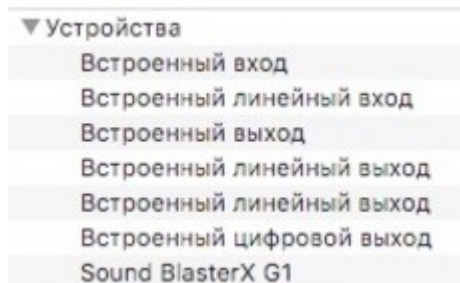 Устройства
Встроенный вход
Встроенный линейный вход
Встроенный выход
Встроенный линейный выход
Встроенный линейный выход
Встроенный цифровой выход
Sound BlasterX G1